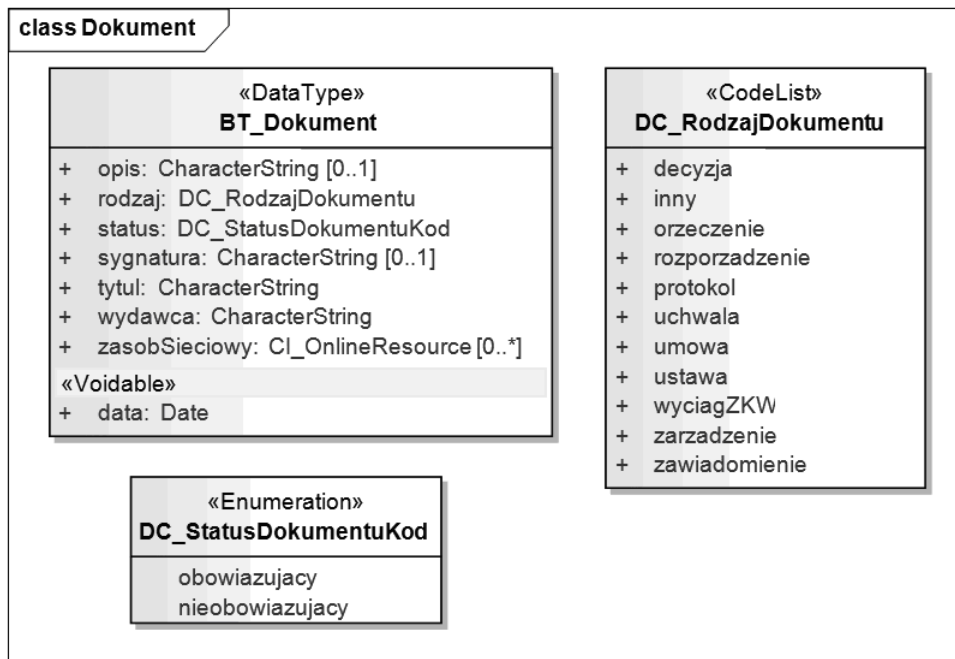 class Dokument
«DataType»
BT_Dokument
+ opis: CharacterString [0..1]
+ rodzaj: DC_RodzajDokumentu
+ status: DC_StatusDokumentuKod
+ sygnatura: CharacterString [0..1]
+ tytul: CharacterString
+ wydawca: CharacterString
+ zasobSieciowy: CI_OnlineResource [0..*]
«Voidable»
+ data: Date
«CodeList»
DC_RodzajDokumentu
+ decyzja
+ inny
+ orzeczenie
+ rozporzadzenie
+ protokol
+ uchwala
+ umowa
+ ustawa
+ wyciagZKW
+ zarzadzenie
+ zawiadomienie
«Enumeration»
DC_StatusDokumentuKod
obowiazujacy
nieobowiazujacy